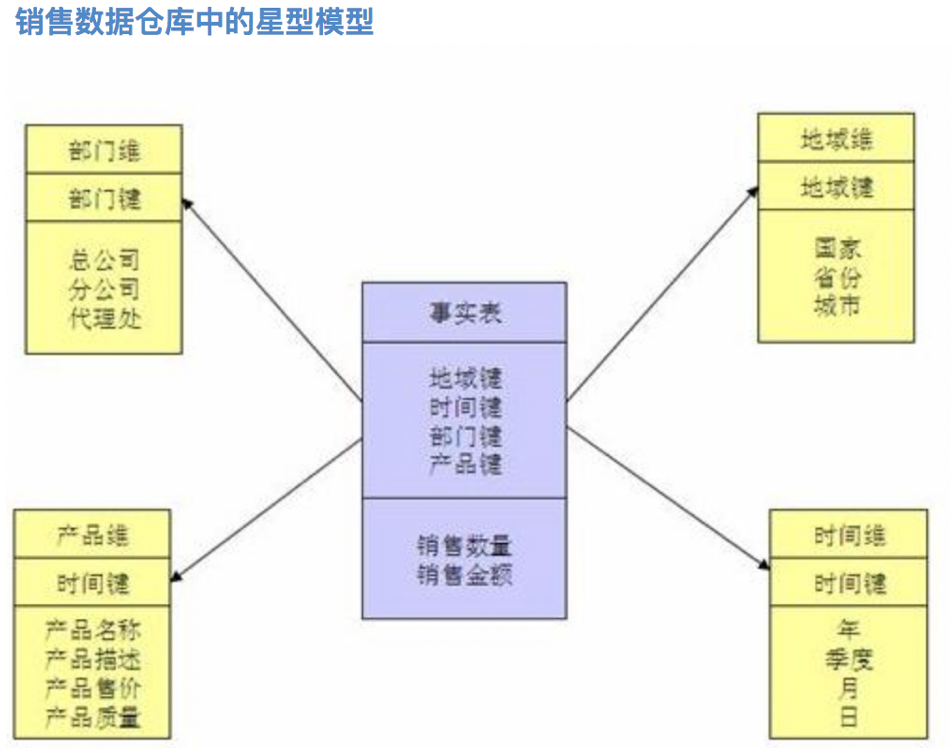 销售数据仓库中的星型模型
部门维
部门键
总公司
分公司
代理处
地域维
地域键
国家
省份
城市
事实表
地域键
时间键
部门键
产品键
销售数量
销售金额
产品维
时间键
产品名称
产品描述
产品售价
产品质量
时间维
时间键
年
季度
月
日